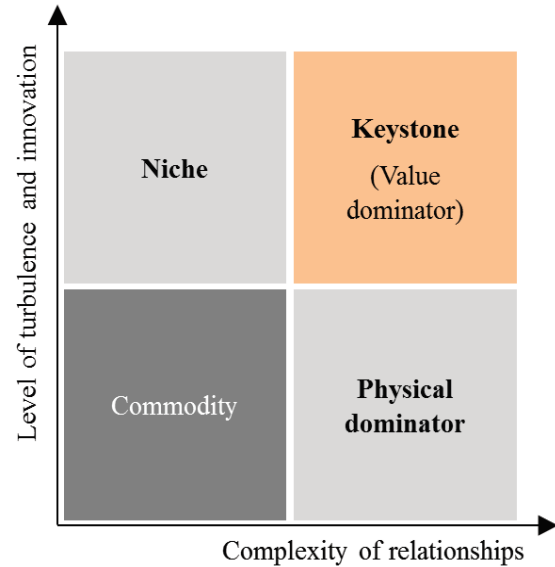 Level of turbulence and innovation
Niche
Keystone
(Value
dominator)
Commodity
Physical
dominator
Complexity of relationships